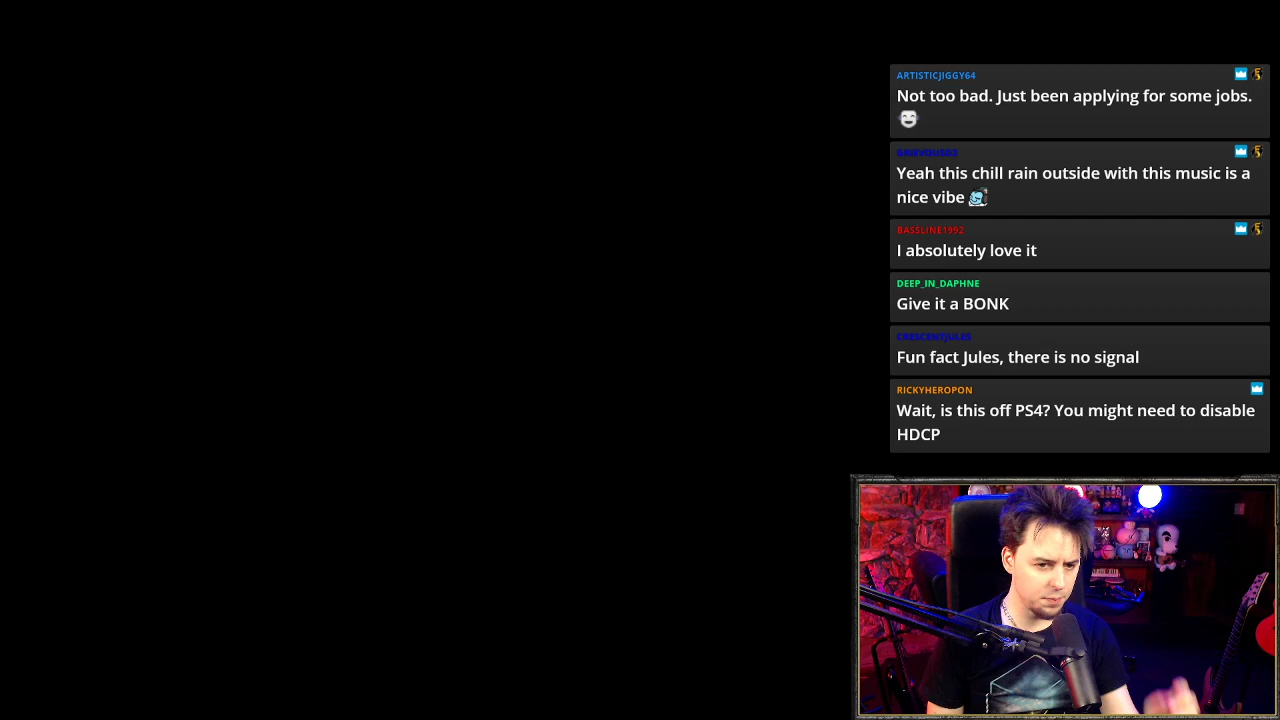 ARTISTICJIGGY64
Not too bad. Just been applying for some jobs.
Yeah this chill rain outside with this music is a
nice vibe
BASSLINE1992
I absolutely love it
DEEP_IN_DAPHNE
Give it a BONK
CRESCENTJULES
Fun fact Jules, there is no signal
RICKYHEROPON
Wait, is this off PS4? You might need to disable
HDCP